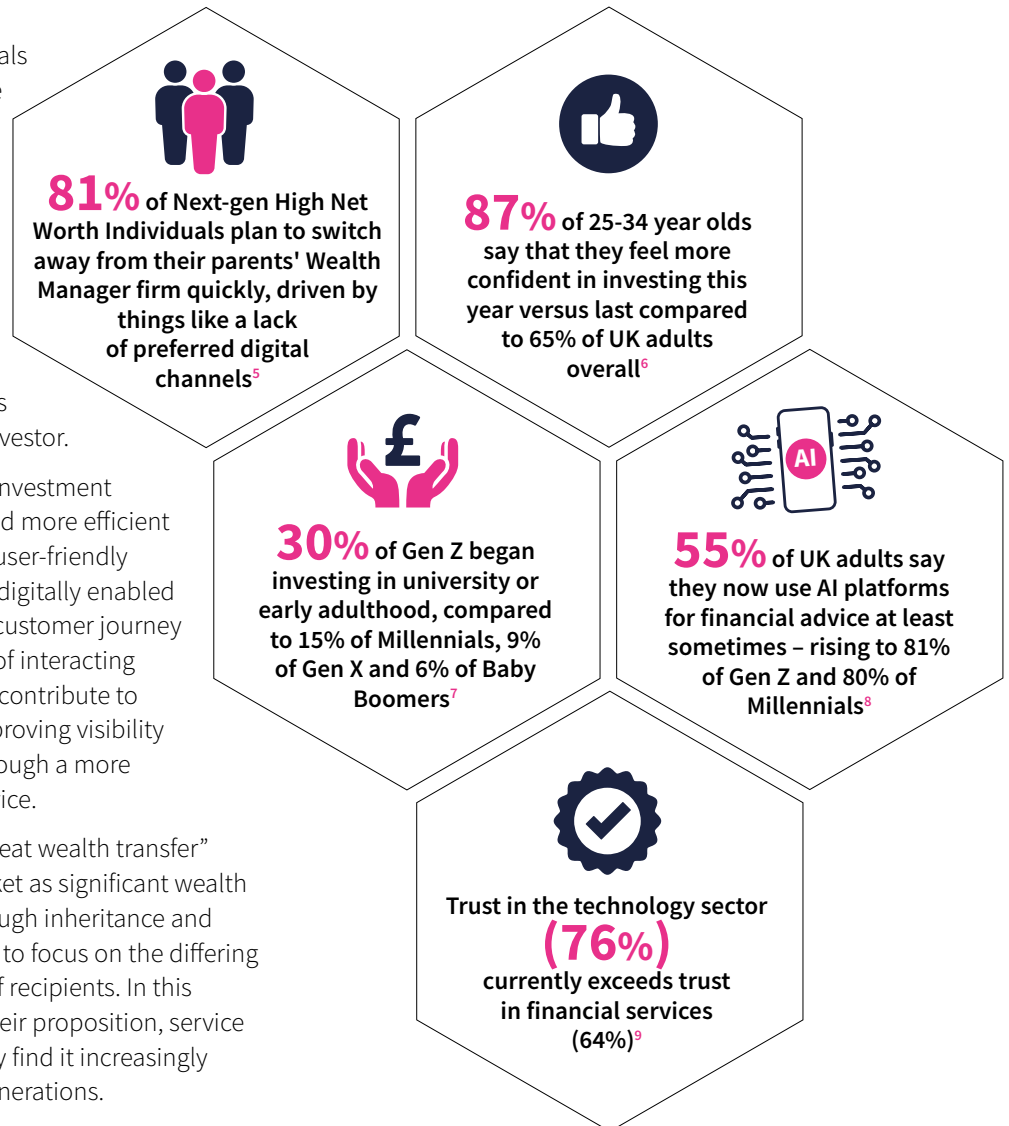 als
s
vestor.
nvestment
d more efficient
user-friendly
digitally enabled
customer journey
of interacting
contribute to
proving visibility
ough a more
vice.
eat wealth transfer”
ket as significant wealth
ough inheritance and
to focus on the differing
f recipients. In this
eir proposition, service
y find it increasingly
nerations.
81% of Next-gen High Net
Worth Individuals plan to switch
away from their parents' Wealth
Manager firm quickly, driven by
things like a lack
of preferred digital
channels5
87% of 25-34 year olds
say that they feel more
confident in investing this
year versus last compared
to 65% of UK adults
overall6
£
30% of Gen Z began
investing in university or
early adulthood, compared
to 15% of Millennials, 9%
of Gen X and 6% of Baby
Boomers7
AI
55% of UK adults say
they now use AI platforms
for financial advice at least
sometimes – rising to 81%
of Gen Z and 80% of
Millennials8
Trust in the technology sector
(76%)
currently exceeds trust
in financial services
(64%)9